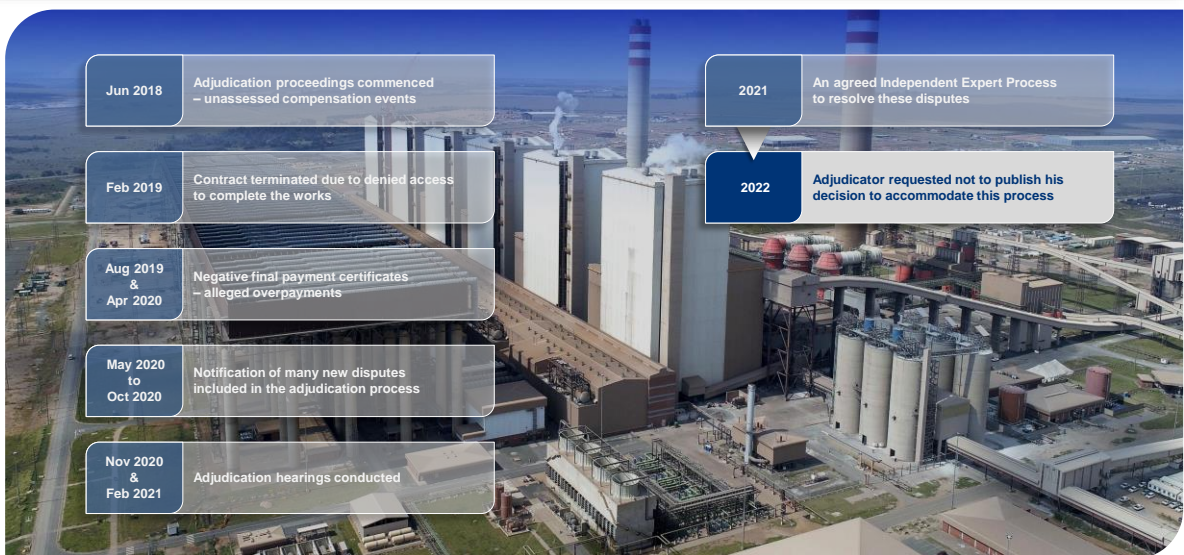 Jun 2018
Adjudication proceedings commenced
– unassessed compensation events
Feb 2019
Contract terminated due to denied access
to complete the works
Aug 2019
&
Apr 2020
Negative final payment certificates
– alleged overpayments
May 2020
to
Oct 2020
Notification of many new disputes
included in the adjudication process
Nov 2020
&
Feb 2021
Adjudication hearings conducted
2021
An agreed Independent Expert Process
to resolve these disputes
2022
Adjudicator requested not to publish his
decision to accommodate this process